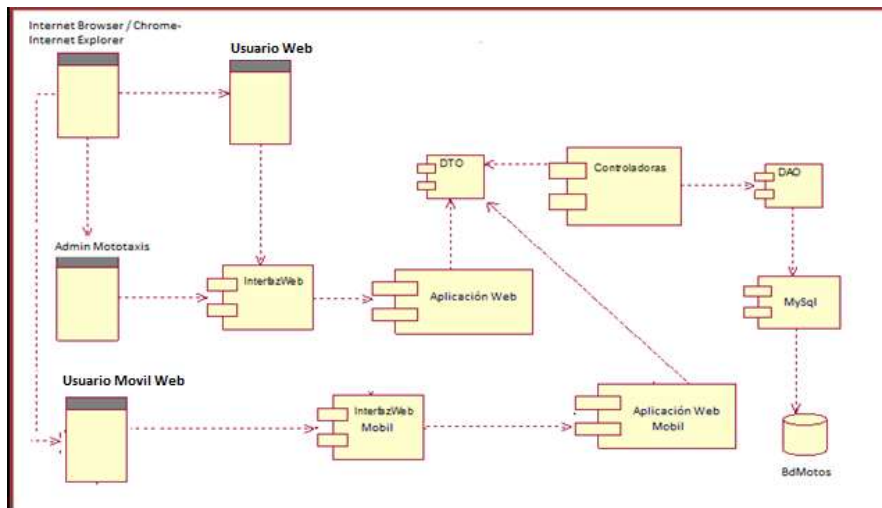 Internet Browser / Chrome-
Internet Explorer
Usuario Web
DTO
Controladoras
DAO
Admin Mototaxis
InterfazWeb
Aplicación Web
MySql
Usuario Movil Web
InterfazWeb
Mobil
Aplicación Web
Mobil
BdMotos